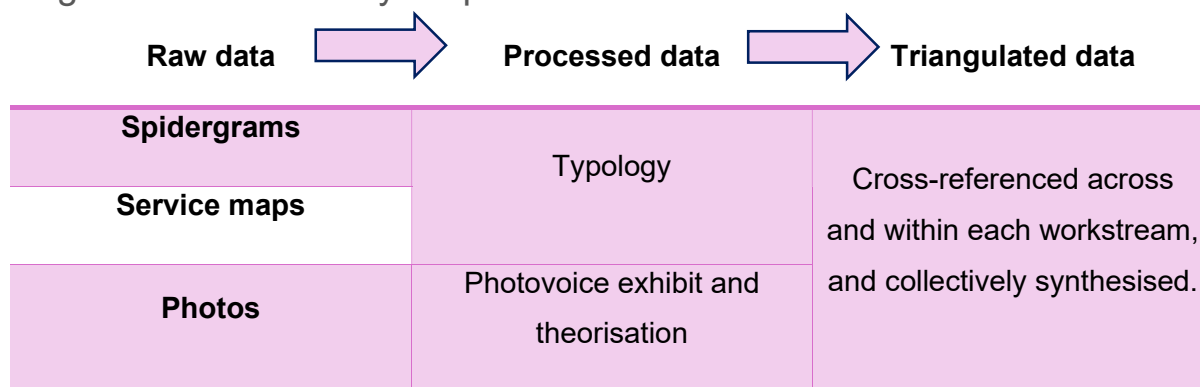 Raw data Processed data Triangulated data
Spidergrams
Typology
Service maps
Cross-referenced across
and within each workstream,
and collectively synthesised.
Photos
Photovoice exhibit and
theorisation